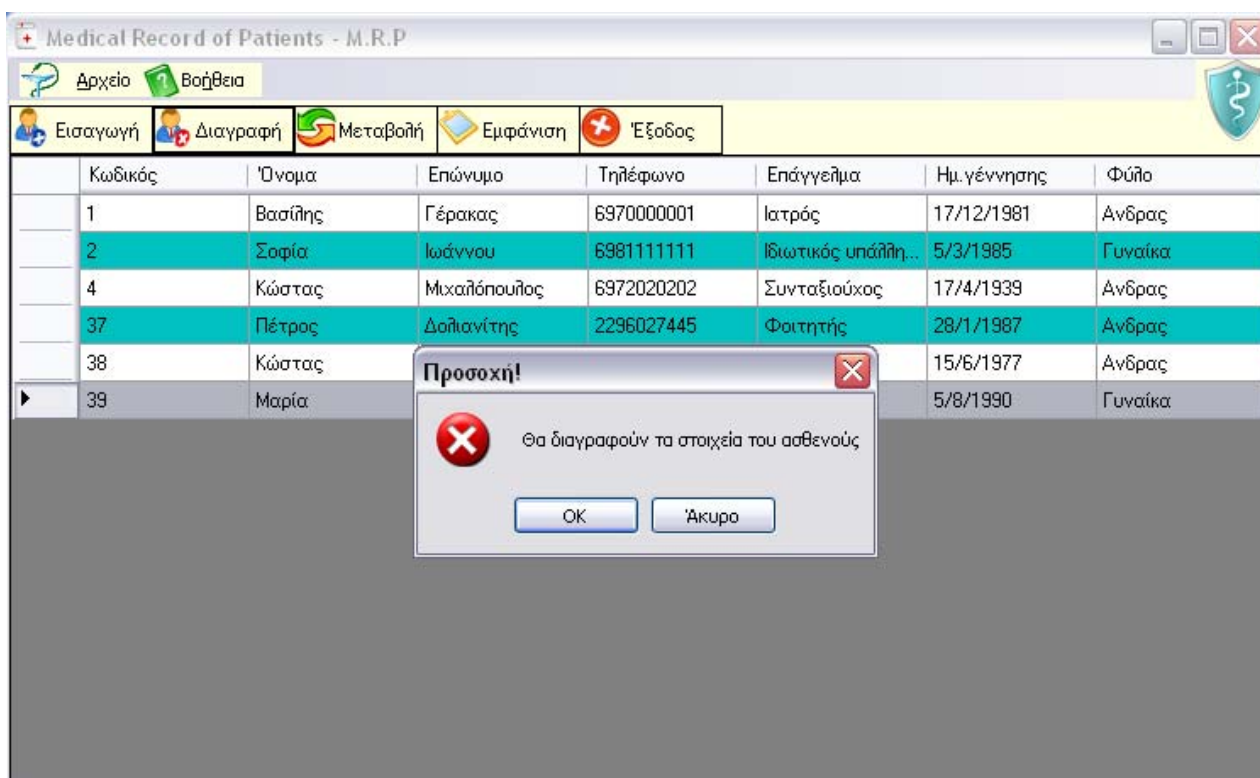 Medical Record of Patients - M.R.P
Αρχείο Βοήθεια
Εισαγωγή Διαγραφή Μεταβολή Εμφάνιση Έξοδος
Κωδικός Όνομα Επώνυμο Τηλέφωνο Επάγγελμα Ημ.γέννησης Φύλο
1 Βασίλης Γέρακας 6970000001 Ιατρός 17/12/1981 Ανδρας
2 Σοφία Ιωάννου 6981111111 Ιδιωτικός υπάλλη... 5/3/1985 Γυναίκα
4 Κώστας Μιχαλόπουλος 6972020202 Συνταξιούχος 17/4/1939 Ανδρας
37 Πέτρος Δολιανίτης 2296027445 Φοιτητής 28/1/1987 Ανδρας
38 Κώστας 15/6/1977 Ανδρας
39 Μαρία 5/8/1990 Γυναίκα
Προσοχή!
Θα διαγραφούν τα στοιχεία του ασθενούς
OK Άκυρο